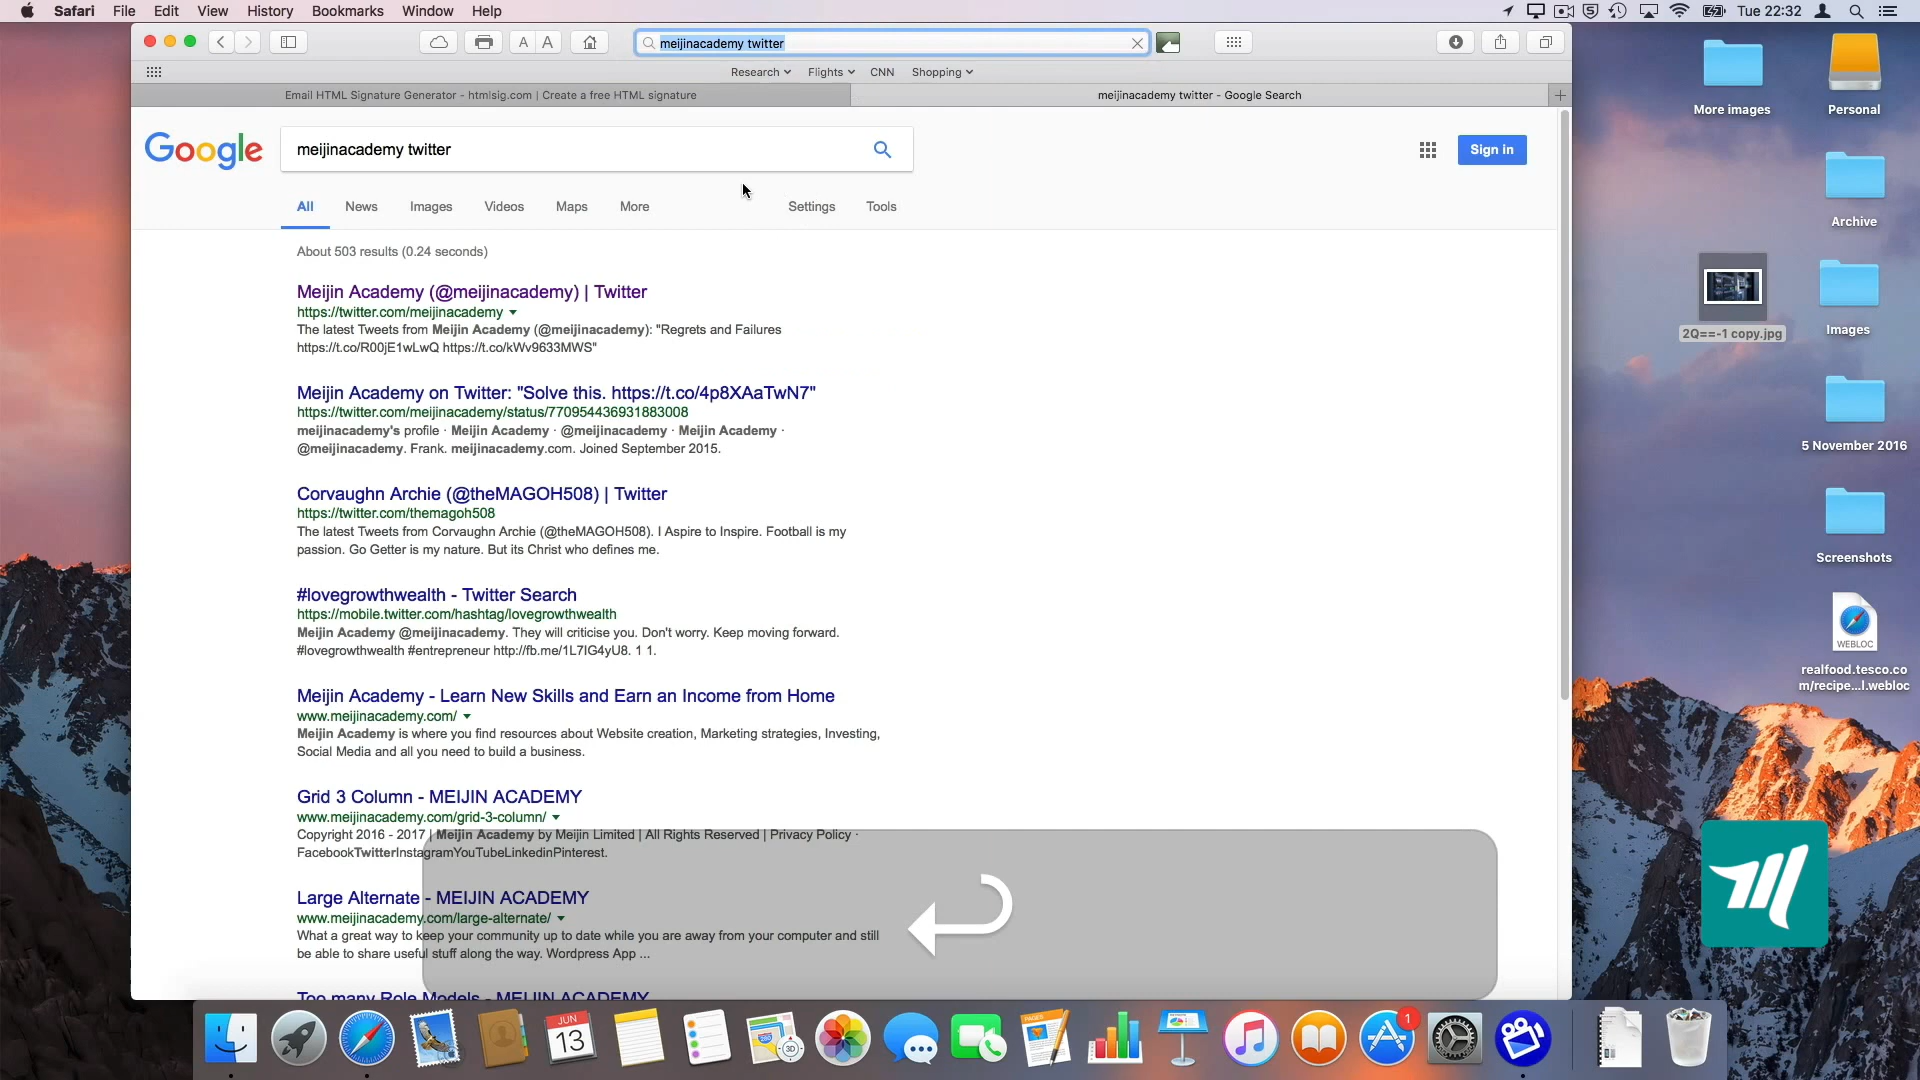 Safari File Edit View History Bookmarks Window Help
Tue 22:32
A A
meijinacademy twitter
Research Flights CNN Shopping
Email HTML Signature Generator - htmlsig.com | Create a free HTML signature
meijinacademy twitter - Google Search
Google
meijinacademy twitter
Sign in
All News Images Videos Maps More Settings Tools
About 503 results (0.24 seconds)
Meijin Academy (@meijinacademy) | Twitter
https://twitter.com/meijinacademy
The latest Tweets from Meijin Academy (@meijinacademy): "Regrets and Failures
https://t.co/R00jE1wLwQ https://t.co/kWv9633MWS"
Meijin Academy on Twitter: "Solve this. https://t.co/4p8XAaTwN7"
https://twitter.com/meijinacademy/status/770954436931883008
meijinacademy's profile · Meijin Academy · @meijinacademy · Meijin Academy ·
@meijinacademy. Frank. meijinacademy.com. Joined September 2015.
Corvaughn Archie (@theMAGOH508) | Twitter
https://twitter.com/themagoh508
The latest Tweets from Corvaughn Archie (@theMAGOH508). I Aspire to Inspire. Football is my
passion. Go Getter is my nature. But its Christ who defines me.
#lovegrowthwealth - Twitter Search
https://mobile.twitter.com/hashtag/lovegrowthwealth
Meijin Academy @meijinacademy. They will criticise you. Don't worry. Keep moving forward.
#lovegrowthwealth #entrepreneur http://fb.me/1L7IG4yU8. 1 1.
Meijin Academy - Learn New Skills and Earn an Income from Home
www.meijinacademy.com/
Meijin Academy is where you find resources about Website creation, Marketing strategies, Investing,
Social Media and all you need to build a business.
Grid 3 Column - MEIJIN ACADEMY
www.meijinacademy.com/grid-3-column/
Copyright 2016 - 2017 | Meijin Academy by Meijin Limited | All Rights Reserved | Privacy Policy ·
FacebookTwitterInstagramYouTubeLinkedinPinterest.
Large Alternate - MEIJIN ACADEMY
www.meijinacademy.com/large-alternate/
What a great way to keep your community up to date while you are away from your computer and still
be able to share useful stuff along the way. Wordpress App ...
Too many Role Models - MEIJIN ACADEMY
More images
Personal
Archive
2Q==-1 copy.jpg
Images
5 November 2016
Screenshots
WEBLOC
realfood.tesco.co
m/recipe...l.webloc
JUN
13
280
3D
PAGES
1